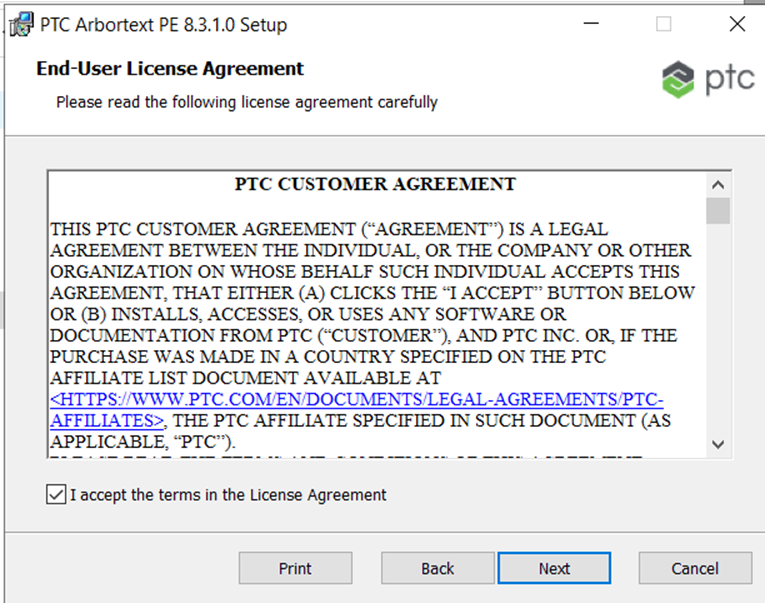 PTC Arbortext PE 8.3.1.0 Setup
End-User License Agreement
Please read the following license agreement carefully
ptc
PTC CUSTOMER AGREEMENT
THIS PTC CUSTOMER AGREEMENT (“AGREEMENT”) IS A LEGAL
AGREEMENT BETWEEN THE INDIVIDUAL, OR THE COMPANY OR OTHER
ORGANIZATION ON WHOSE BEHALF SUCH INDIVIDUAL ACCEPTS THIS
AGREEMENT, THAT EITHER (A) CLICKS THE “I ACCEPT” BUTTON BELOW
OR (B) INSTALLS, ACCESSES, OR USES ANY SOFTWARE OR
DOCUMENTATION FROM PTC (“CUSTOMER”), AND PTC INC. OR, IF THE
PURCHASE WAS MADE IN A COUNTRY SPECIFIED ON THE PTC
AFFILIATE LIST DOCUMENT AVAILABLE AT
<HTTPS://WWW.PTC.COM/EN/DOCUMENTS/LEGAL-AGREEMENTS/PTC-
AFFILIATES>, THE PTC AFFILIATE SPECIFIED IN SUCH DOCUMENT (AS
APPLICABLE, “PTC”).
I accept the terms in the License Agreement
Print
Back
Next
Cancel